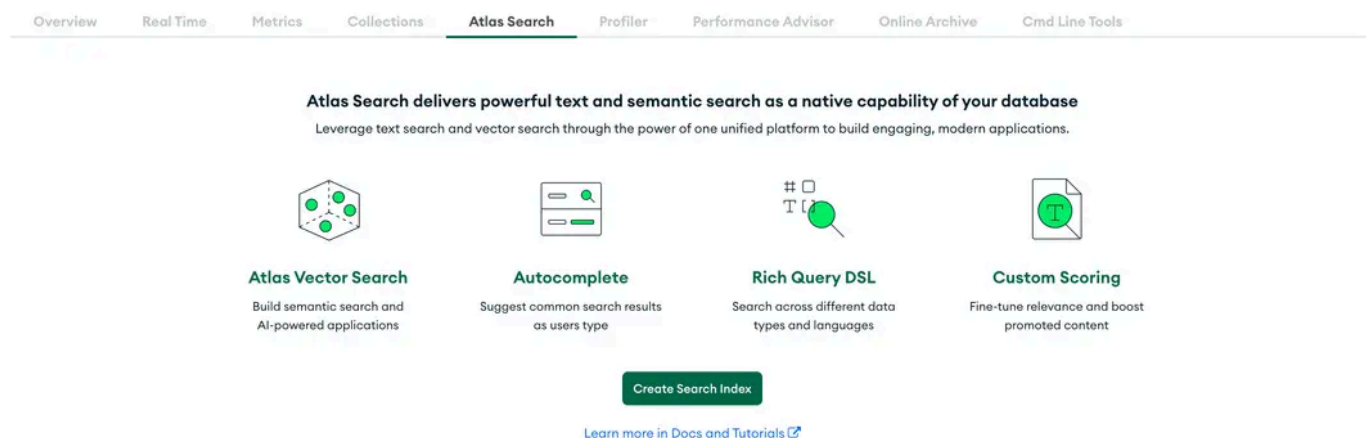 Overview Real Time Metrics Collections Atlas Search Profiler Performance Advisor Online Archive Cmd Line Tools
Atlas Search delivers powerful text and semantic search as a native capability of your database
Leverage text search and vector search through the power of one unified platform to build engaging, modern applications.
# T [ ]
T
Atlas Vector Search
Build semantic search and
AI-powered applications
Autocomplete
Suggest common search results
as users type
Rich Query DSL
Search across different data
types and languages
Custom Scoring
Fine-tune relevance and boost
promoted content
Create Search Index
Learn more in Docs and Tutorials